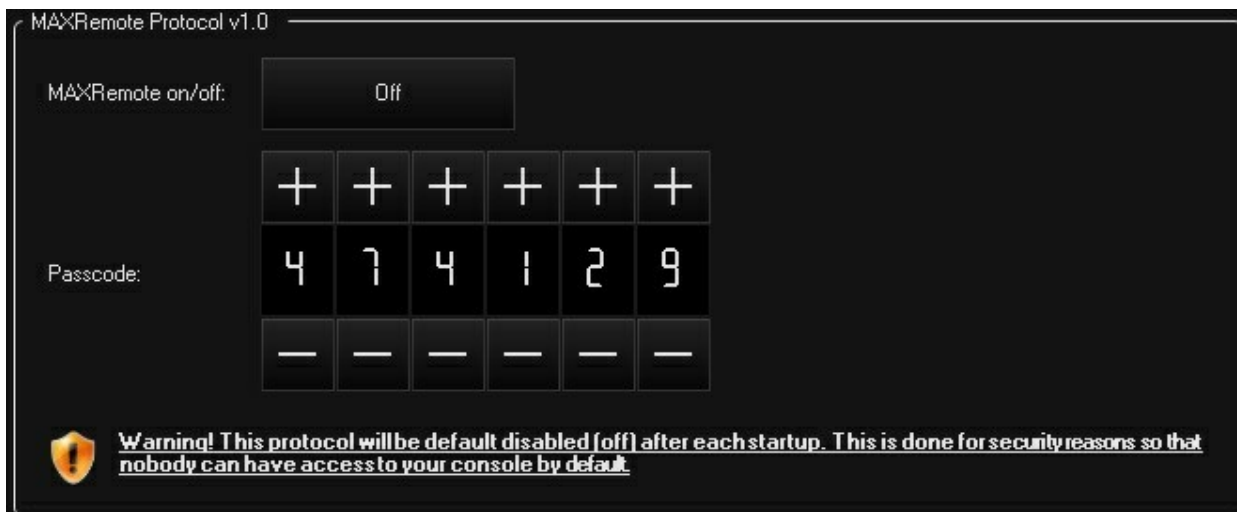 MAXRemote Protocol v1.0
MAXRemote on/off: Off
+ + + + + +
Passcode: 4 7 4 1 2 9
− − − − − −
Warning! This protocol will be default disabled (off) after each startup. This is done for security reasons so that
nobody can have access to your console by default.